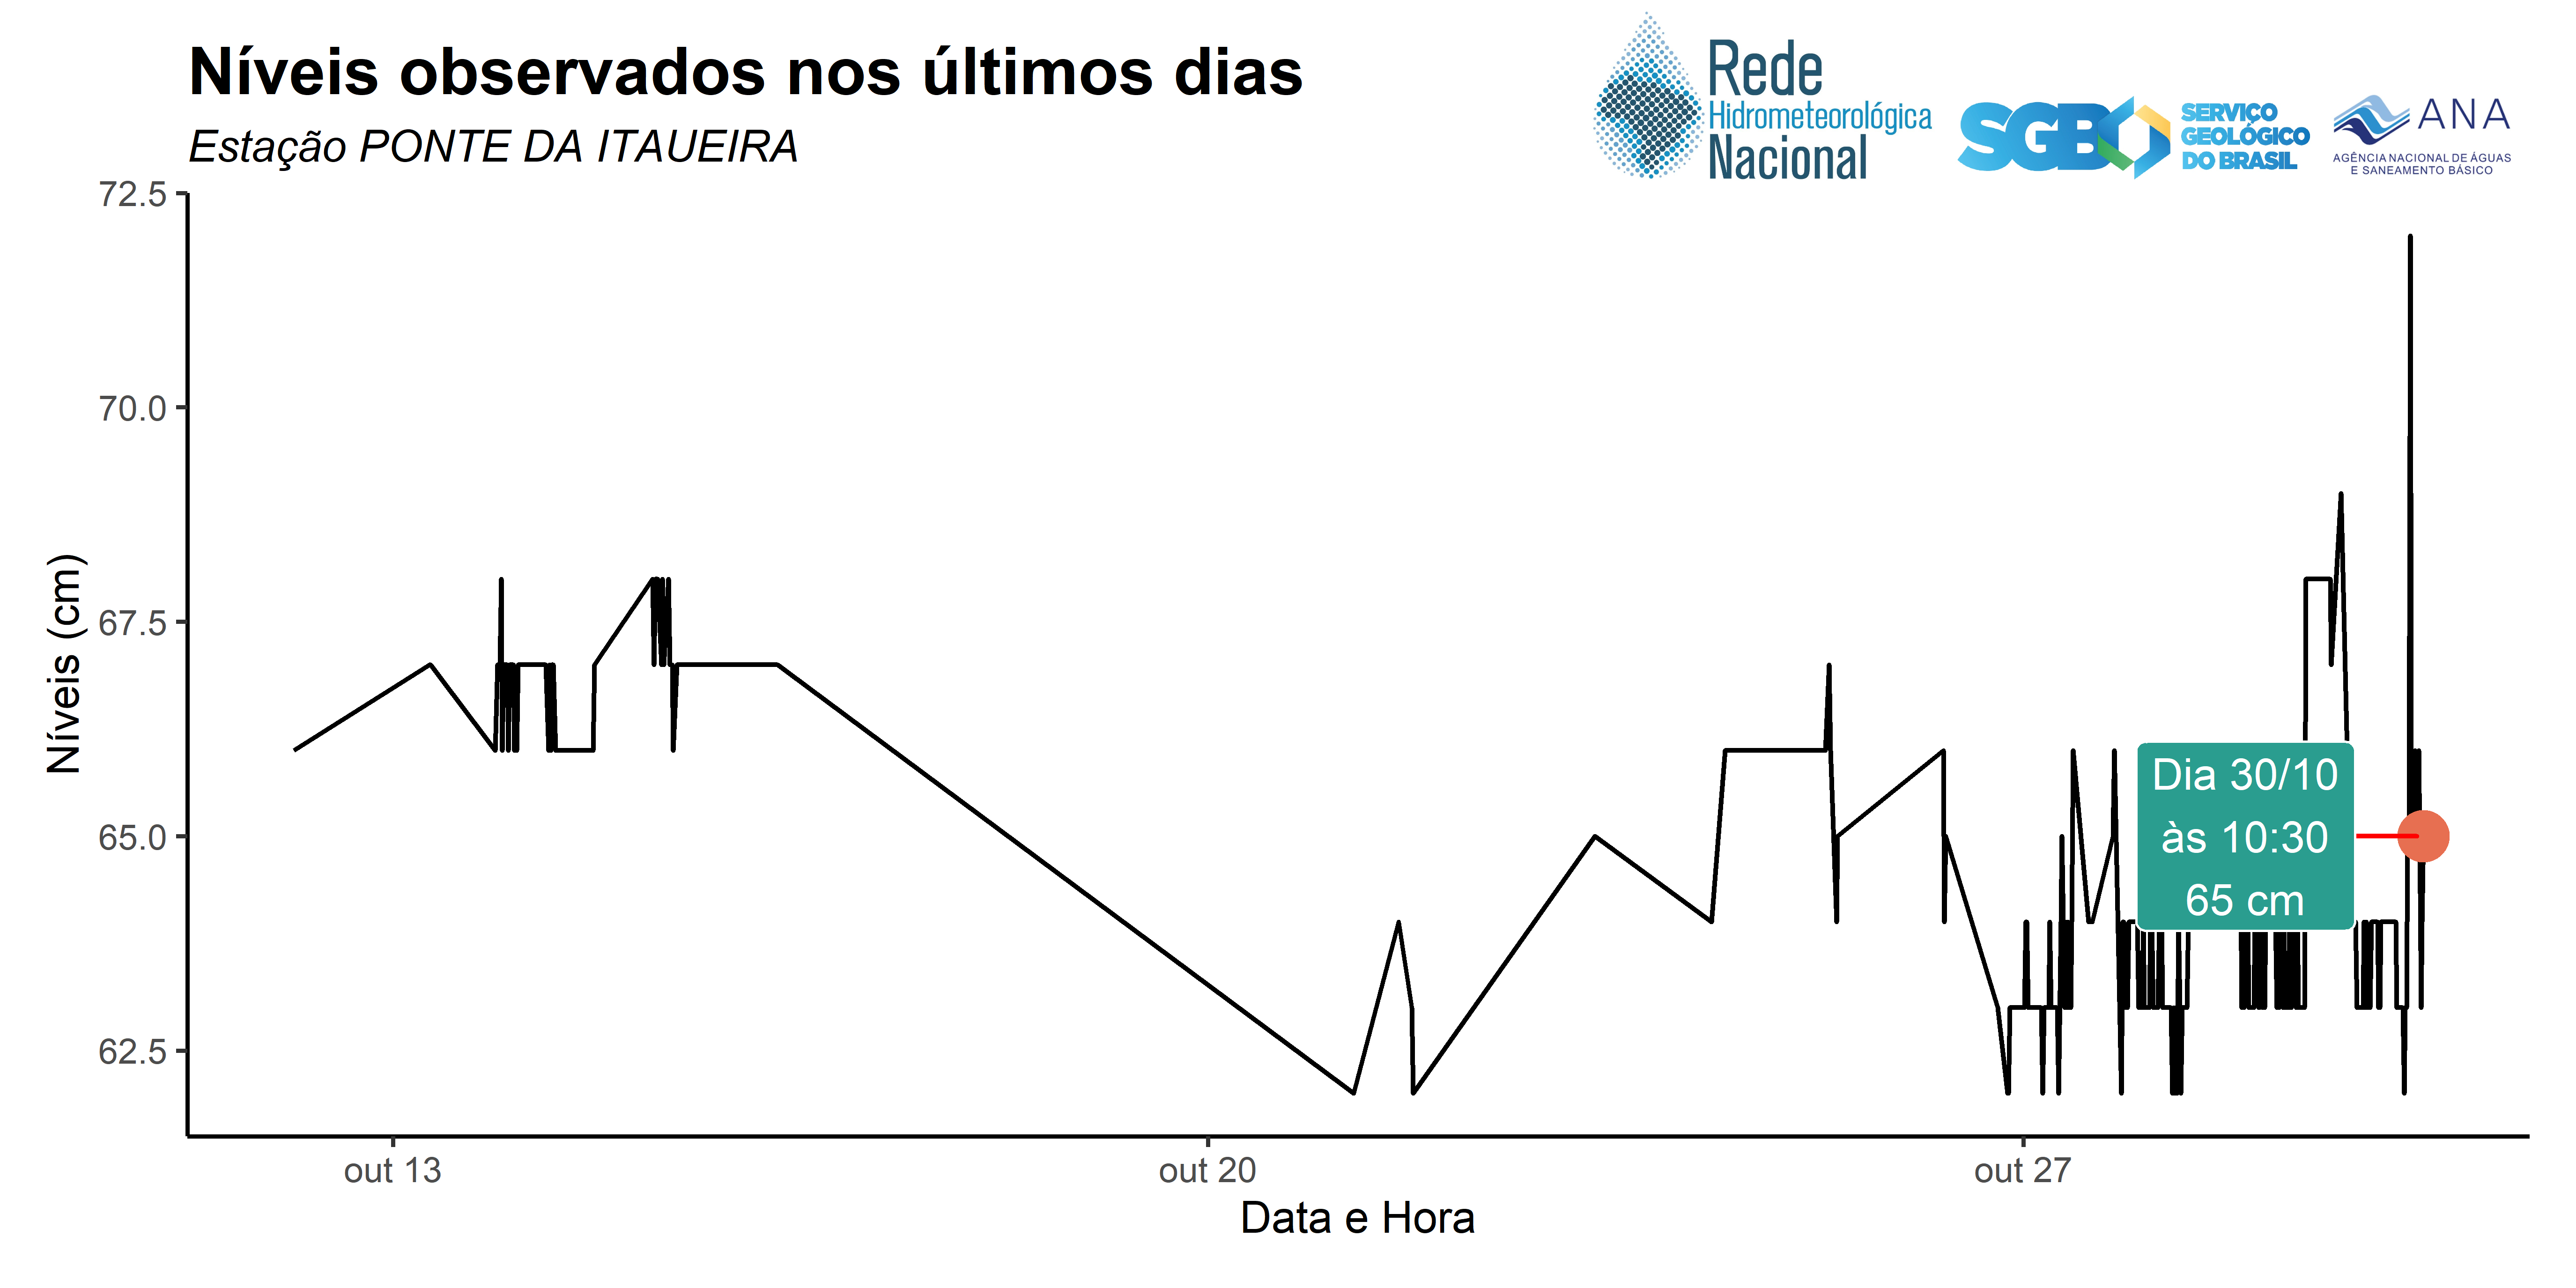 Níveis observados nos últimos dias
Estação PONTE DA ITAUEIRA
Rede
Hidrometeorológica
Nacional
SGB
SERVIÇO
GEOLÓGICO
DO BRASIL
ANA
AGÊNCIA NACIONAL DE ÁGUAS
E SANEAMENTO BÁSICO
72.5
70.0
67.5
65.0
62.5
Níveis (cm)
Dia 30/10
às 10:30
65 cm
out 13
out 20
out 27
Data e Hora